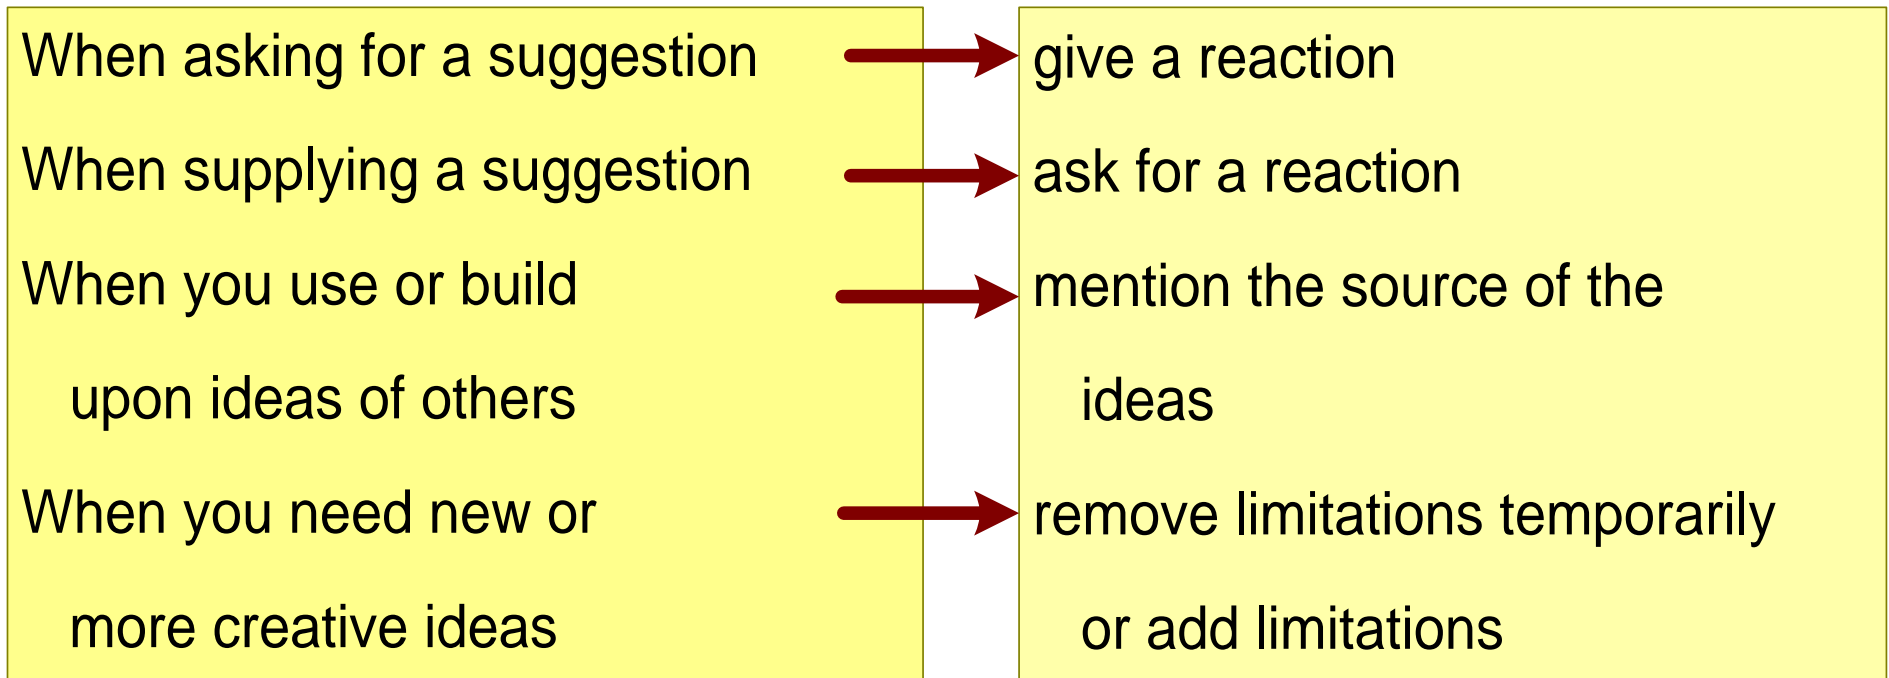 When asking for a suggestion
give a reaction
When supplying a suggestion
ask for a reaction
When you use or build
mention the source of the
upon ideas of others
ideas
When you need new or
remove limitations temporarily
more creative ideas
or add limitations